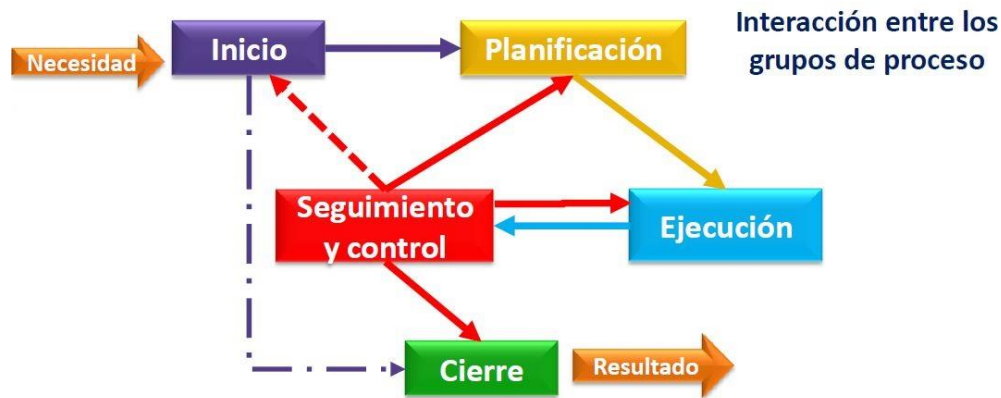 Interacción entre los
grupos de proceso
Necesidad
Inicio
Planificación
Seguimiento
y control
Ejecución
Cierre
Resultado